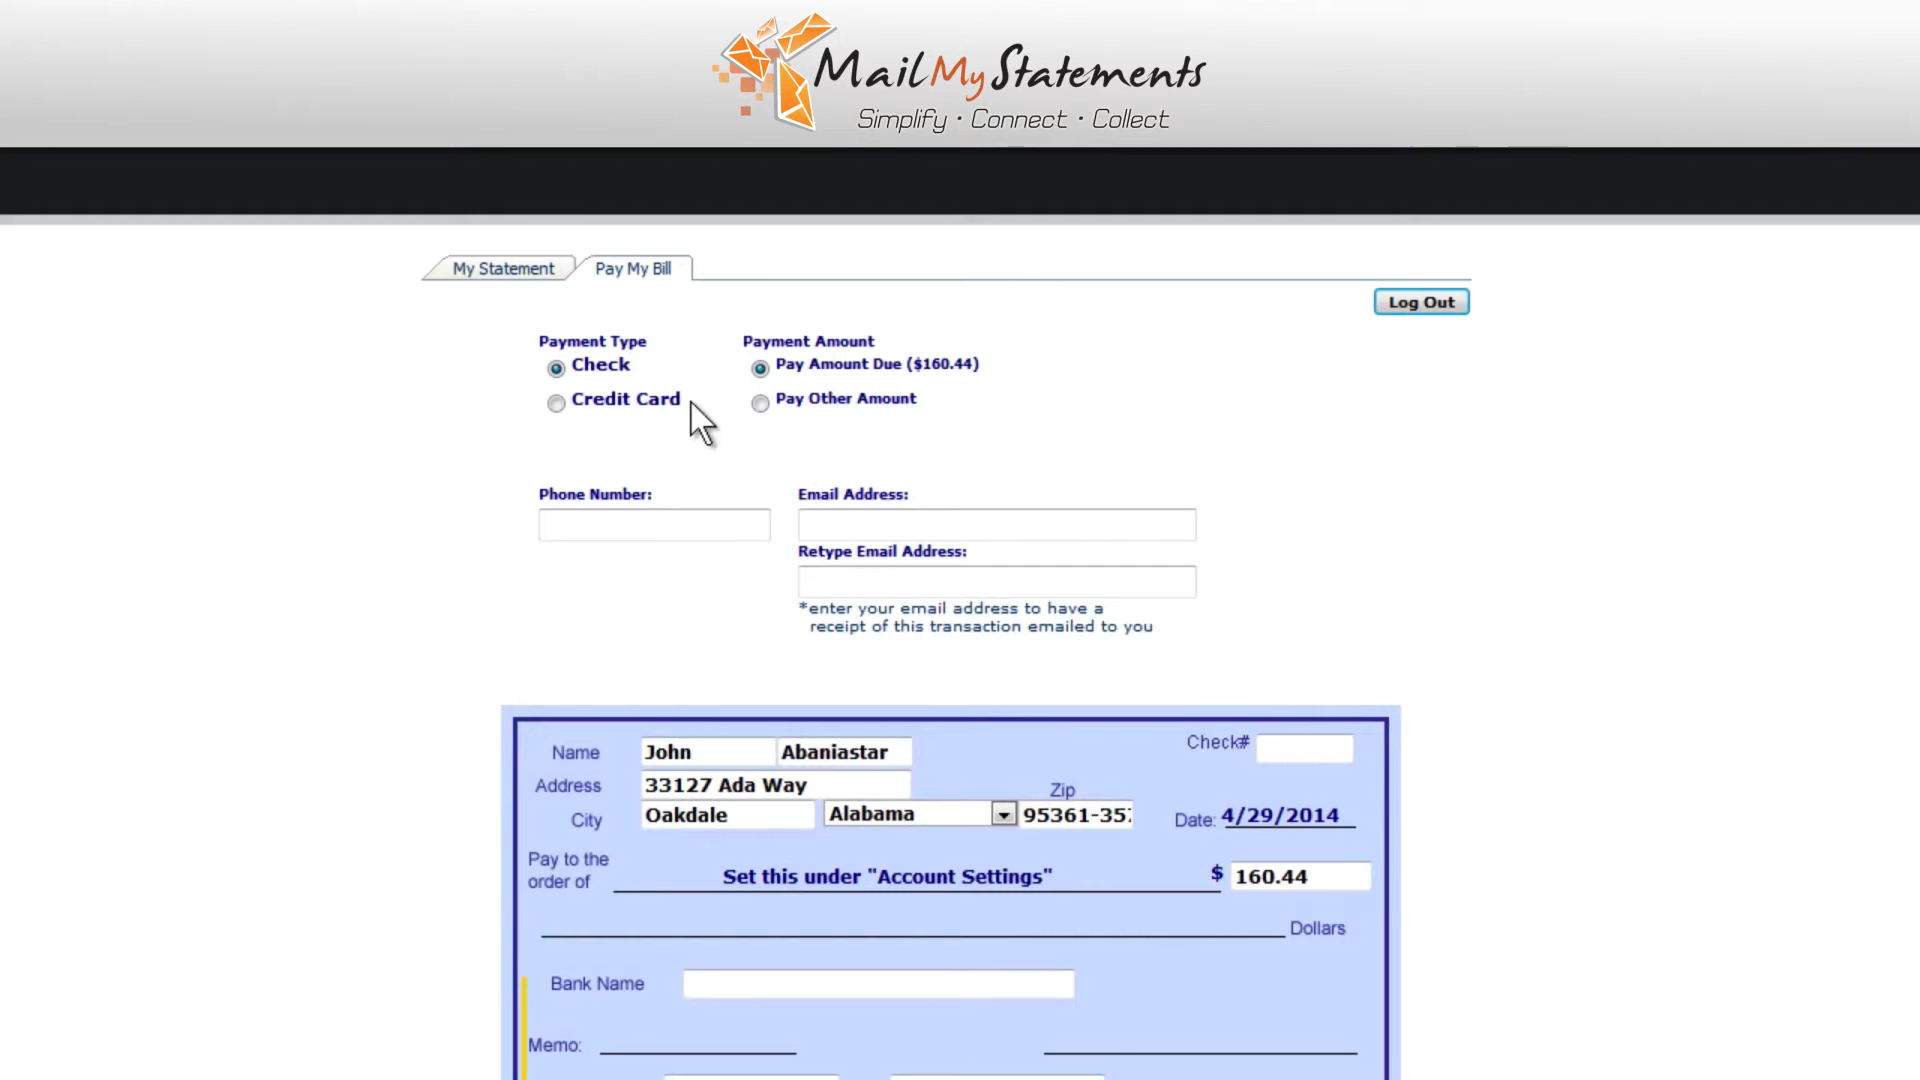 MailMyStatements
Simplify · Connect · Collect
My Statement
Pay My Bill
Log Out
Payment Type
Payment Amount
Check
Pay Amount Due ($160.44)
Credit Card
Pay Other Amount
Phone Number:
Email Address:
Retype Email Address:
*enter your email address to have a
receipt of this transaction emailed to you
Name John Abaniastar
Check#
Address 33127 Ada Way
Zip
City Oakdale Alabama 95361-357
Date: 4/29/2014
Pay to the
order of
Set this under "Account Settings"
$ 160.44
Dollars
Bank Name
Memo: